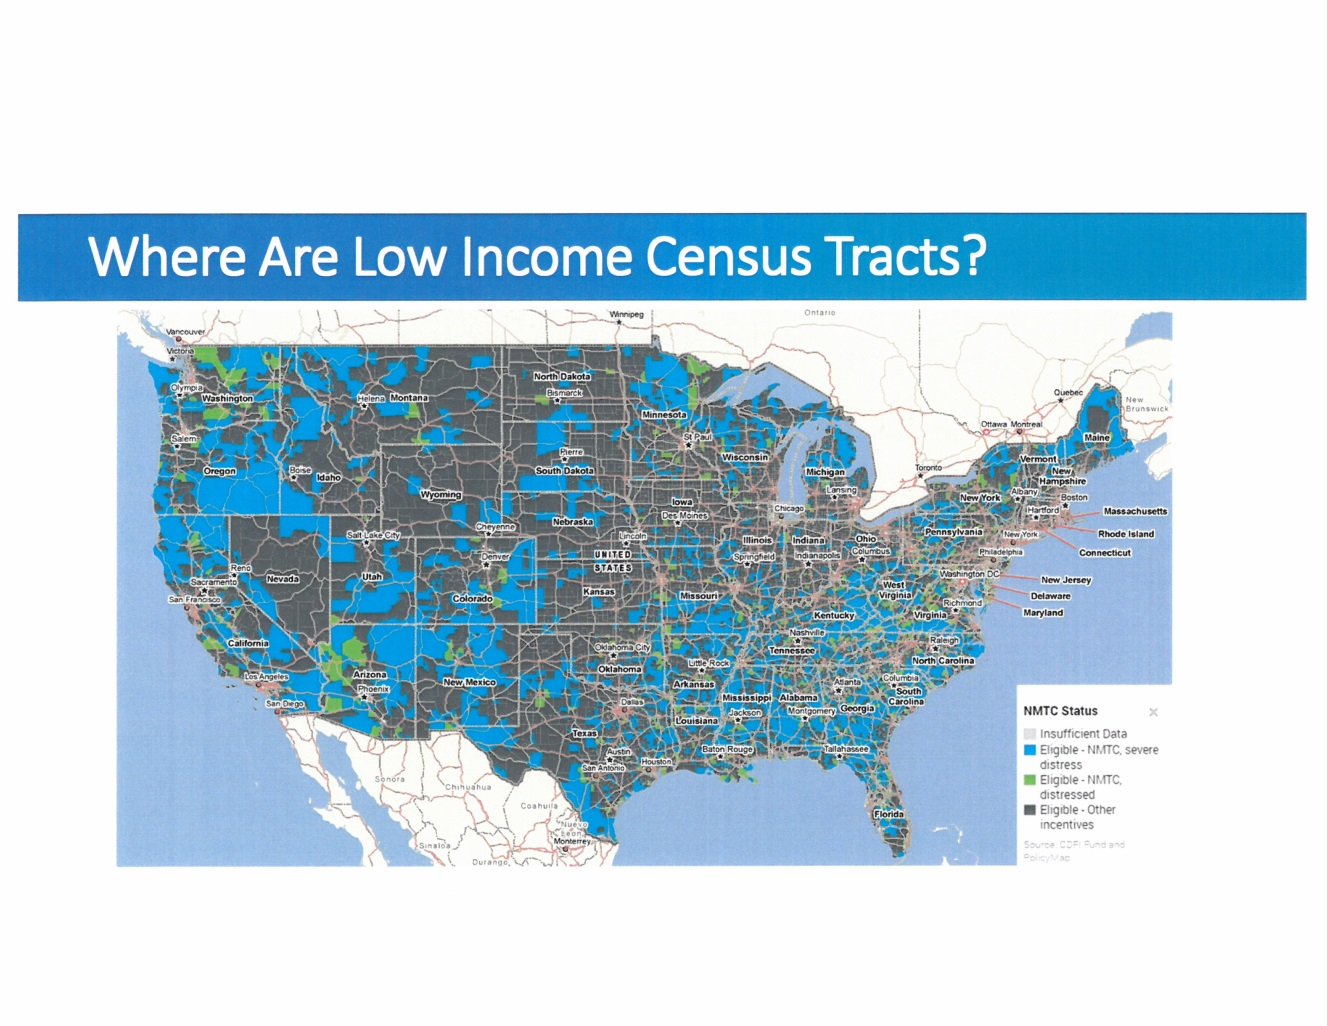 Where Are Low Income Census Tracts?
Winnipeg
Ontario
Vancouver
Victoria
Olympia
Washington
Helena
Montana
North Dakota
Bismarck
Minnesota
St Paul
Quebec
New
Brunswick
Ottawa
Montreal
Maine
Salem
Oregon
Boise
Idaho
Pierre
South Dakota
Wisconsin
Michigan
Lansing
Toronto
Vermont
New
Hampshire
Albany
Boston
New York
Hartford
Massachusetts
Wyoming
Iowa
Des Moines
Chicago
Cheyenne
Nebraska
Lincoln
Salt Lake City
Denver
UNITED
STATES
Illinois
Springfield
Indiana
Indianapolis
Ohio
Columbus
Pennsylvania
New York
Philadelphia
Rhode Island
Connecticut
Reno
Nevada
Utah
Sacramento
San Francisco
Colorado
Kansas
Missouri
West
Virginia
Washington DC
New Jersey
Delaware
Maryland
Richmond
Virginia
Kentucky
California
Nashville
Tennessee
Raleigh
North Carolina
Oklahoma City
Oklahoma
Little Rock
Arkansas
Los Angeles
Arizona
Phoenix
New Mexico
San Diego
Dallas
Mississippi
Jackson
Alabama
Montgomery
Atlanta
Georgia
Columbia
South
Carolina
Louisiana
Texas
Austin
San Antonio
Houston
Baton Rouge
Tallahassee
Florida
Sonora
Chihuahua
Coahuila
Nuevo
León
Monterrey
Sinaloa
Durango
NMTC Status
Insufficient Data
Eligible - NMTC, severe
distress
Eligible - NMTC,
distressed
Eligible - Other
incentives
Source: CDFI Fund and
PolicyMap